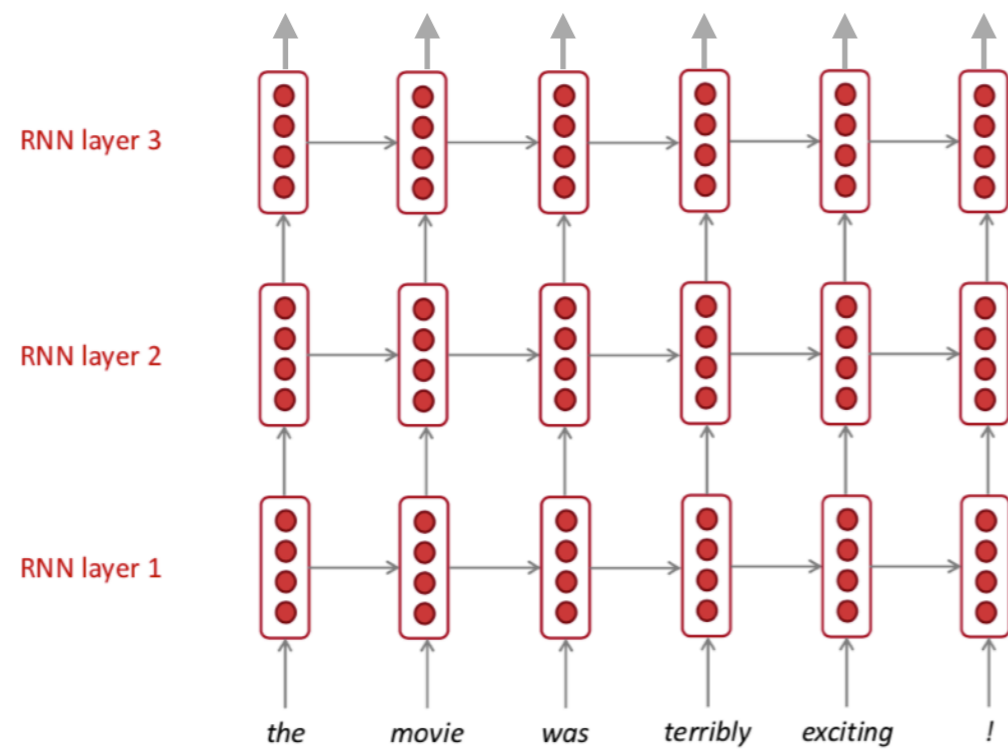 RNN layer 3
RNN layer 2
RNN layer 1
the movie was terribly exciting !